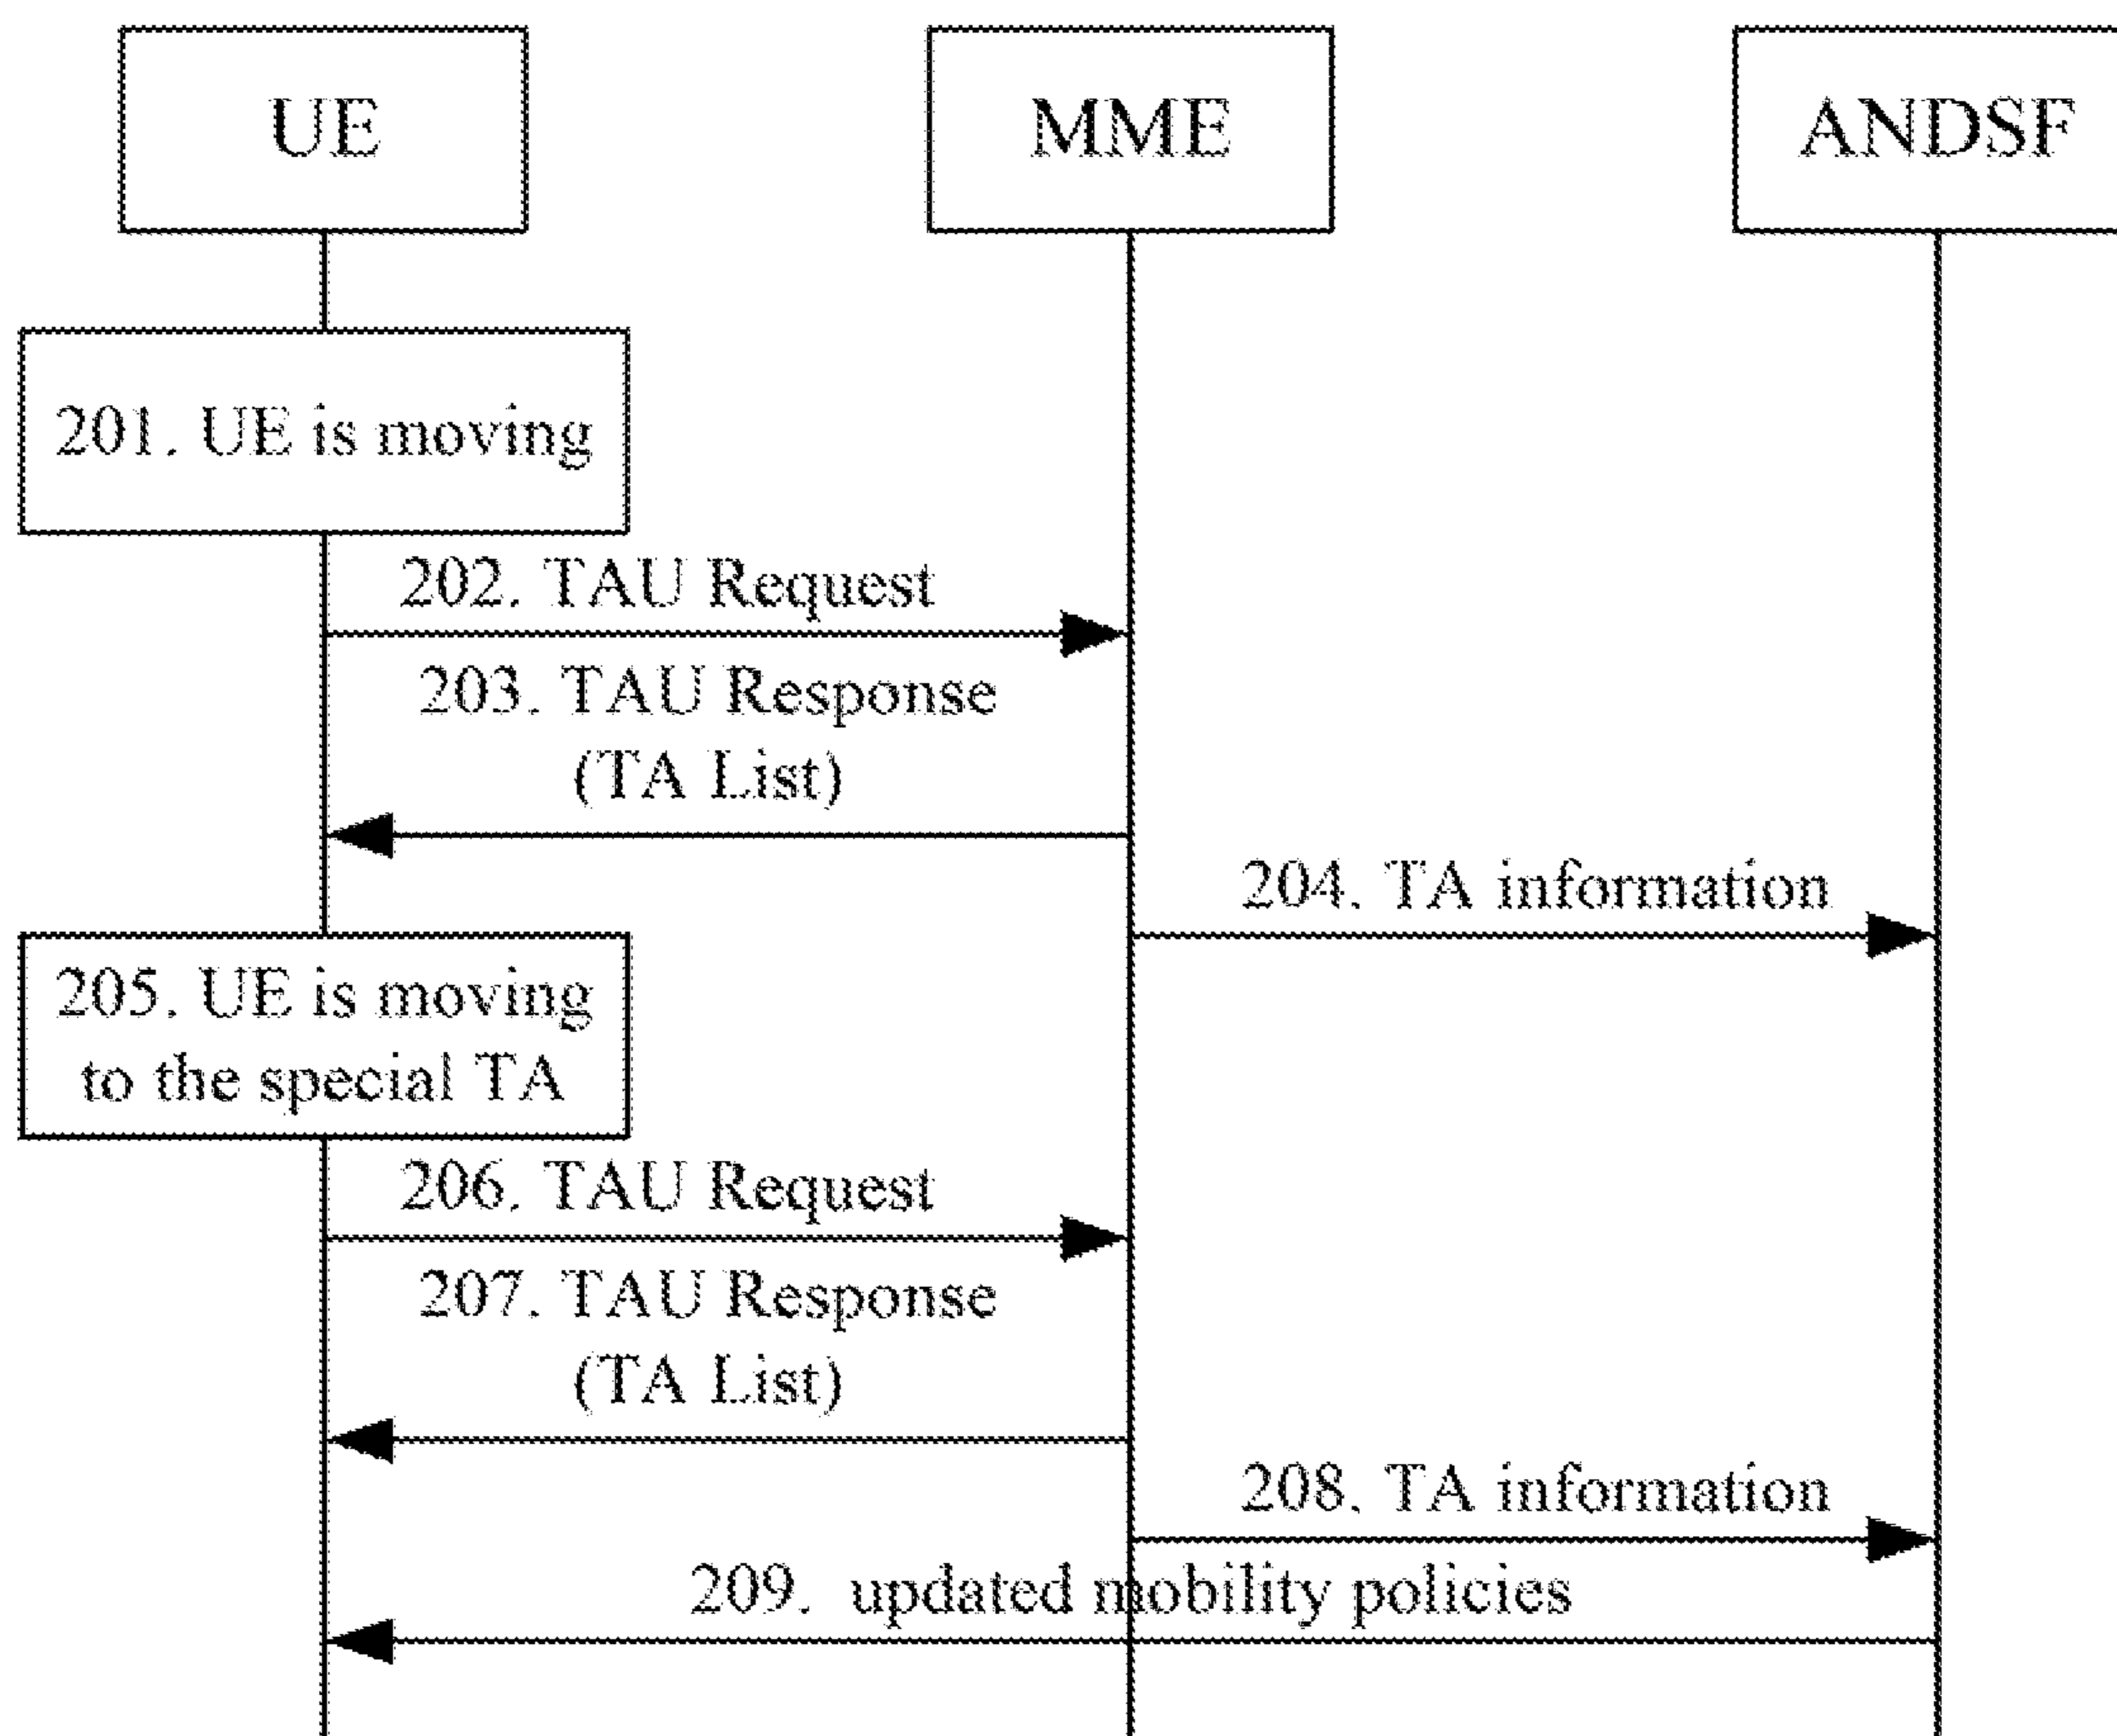 UE
MME
ANDSF
201. UE is moving
202. TAU Request
203. TAU Response
(TA List)
204. TA information
205. UE is moving
to the special TA
206. TAU Request
207. TAU Response
(TA List)
208. TA information
209. updated mobility policies